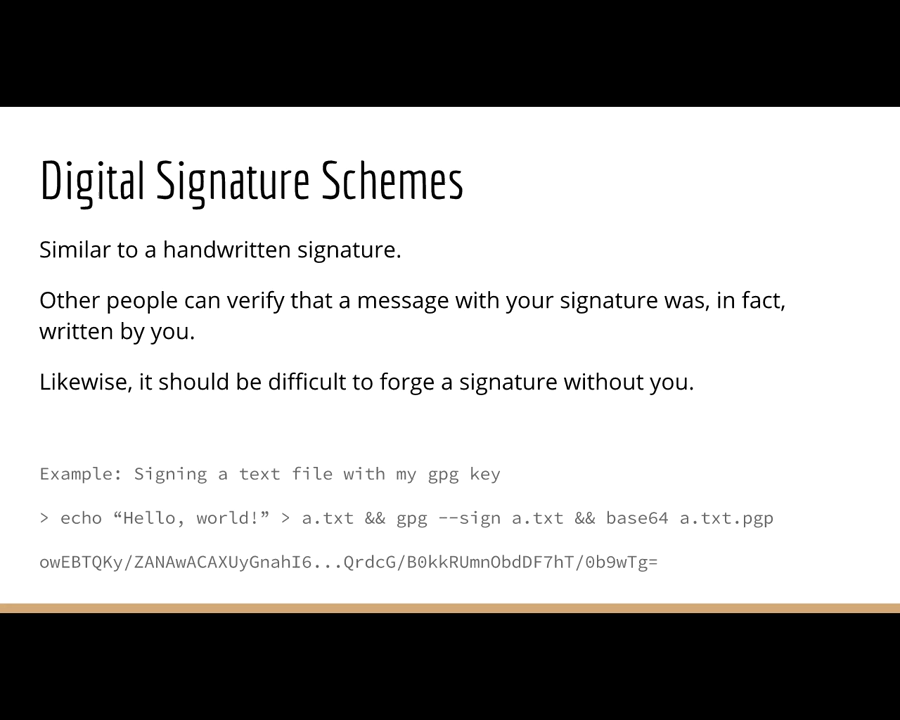 Digital Signature Schemes
Similar to a handwritten signature.
Other people can verify that a message with your signature was, in fact,
written by you.
Likewise, it should be difficult to forge a signature without you.
Example: Signing a text file with my gpg key
> echo “Hello, world!” > a.txt && gpg --sign a.txt && base64 a.txt.pgp
owEBTQKy/ZANAwACAXUyGnahI6...QrdcG/B0kkRUmnObdDF7hT/0b9wTg=